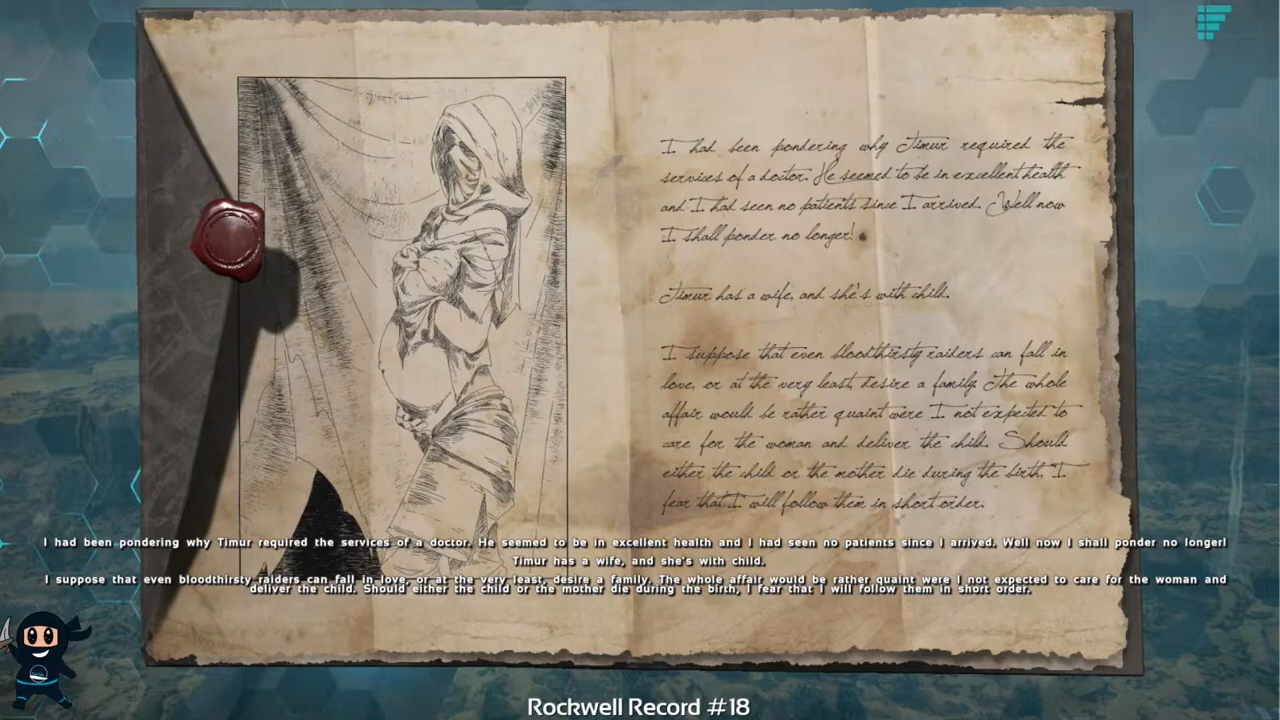 I had been pondering why Timur required the
services of a doctor. He seemed to be in excellent health
and I had seen no patients since I arrived. Well now
I shall ponder no longer!
Timur has a wife, and she's with child.
I suppose that even bloodthirsty raiders can fall in
love, or at the very least, desire a family. The whole
affair would be rather quaint were I not expected to
care for the woman and deliver the child. Should
either the child or the mother die during the birth, I
fear that I will follow them in short order.
I had been pondering why Timur required the services of a doctor. He seemed to be in excellent health and I had seen no patients since I arrived. Well now I shall ponder no longer!
Timur has a wife, and she's with child.
I suppose that even bloodthirsty raiders can fall in love, or at the very least, desire a family. The whole affair would be rather quaint were I not expected to care for the woman and
deliver the child. Should either the child or the mother die during the birth, I fear that I will follow them in short order.
Rockwell Record #18